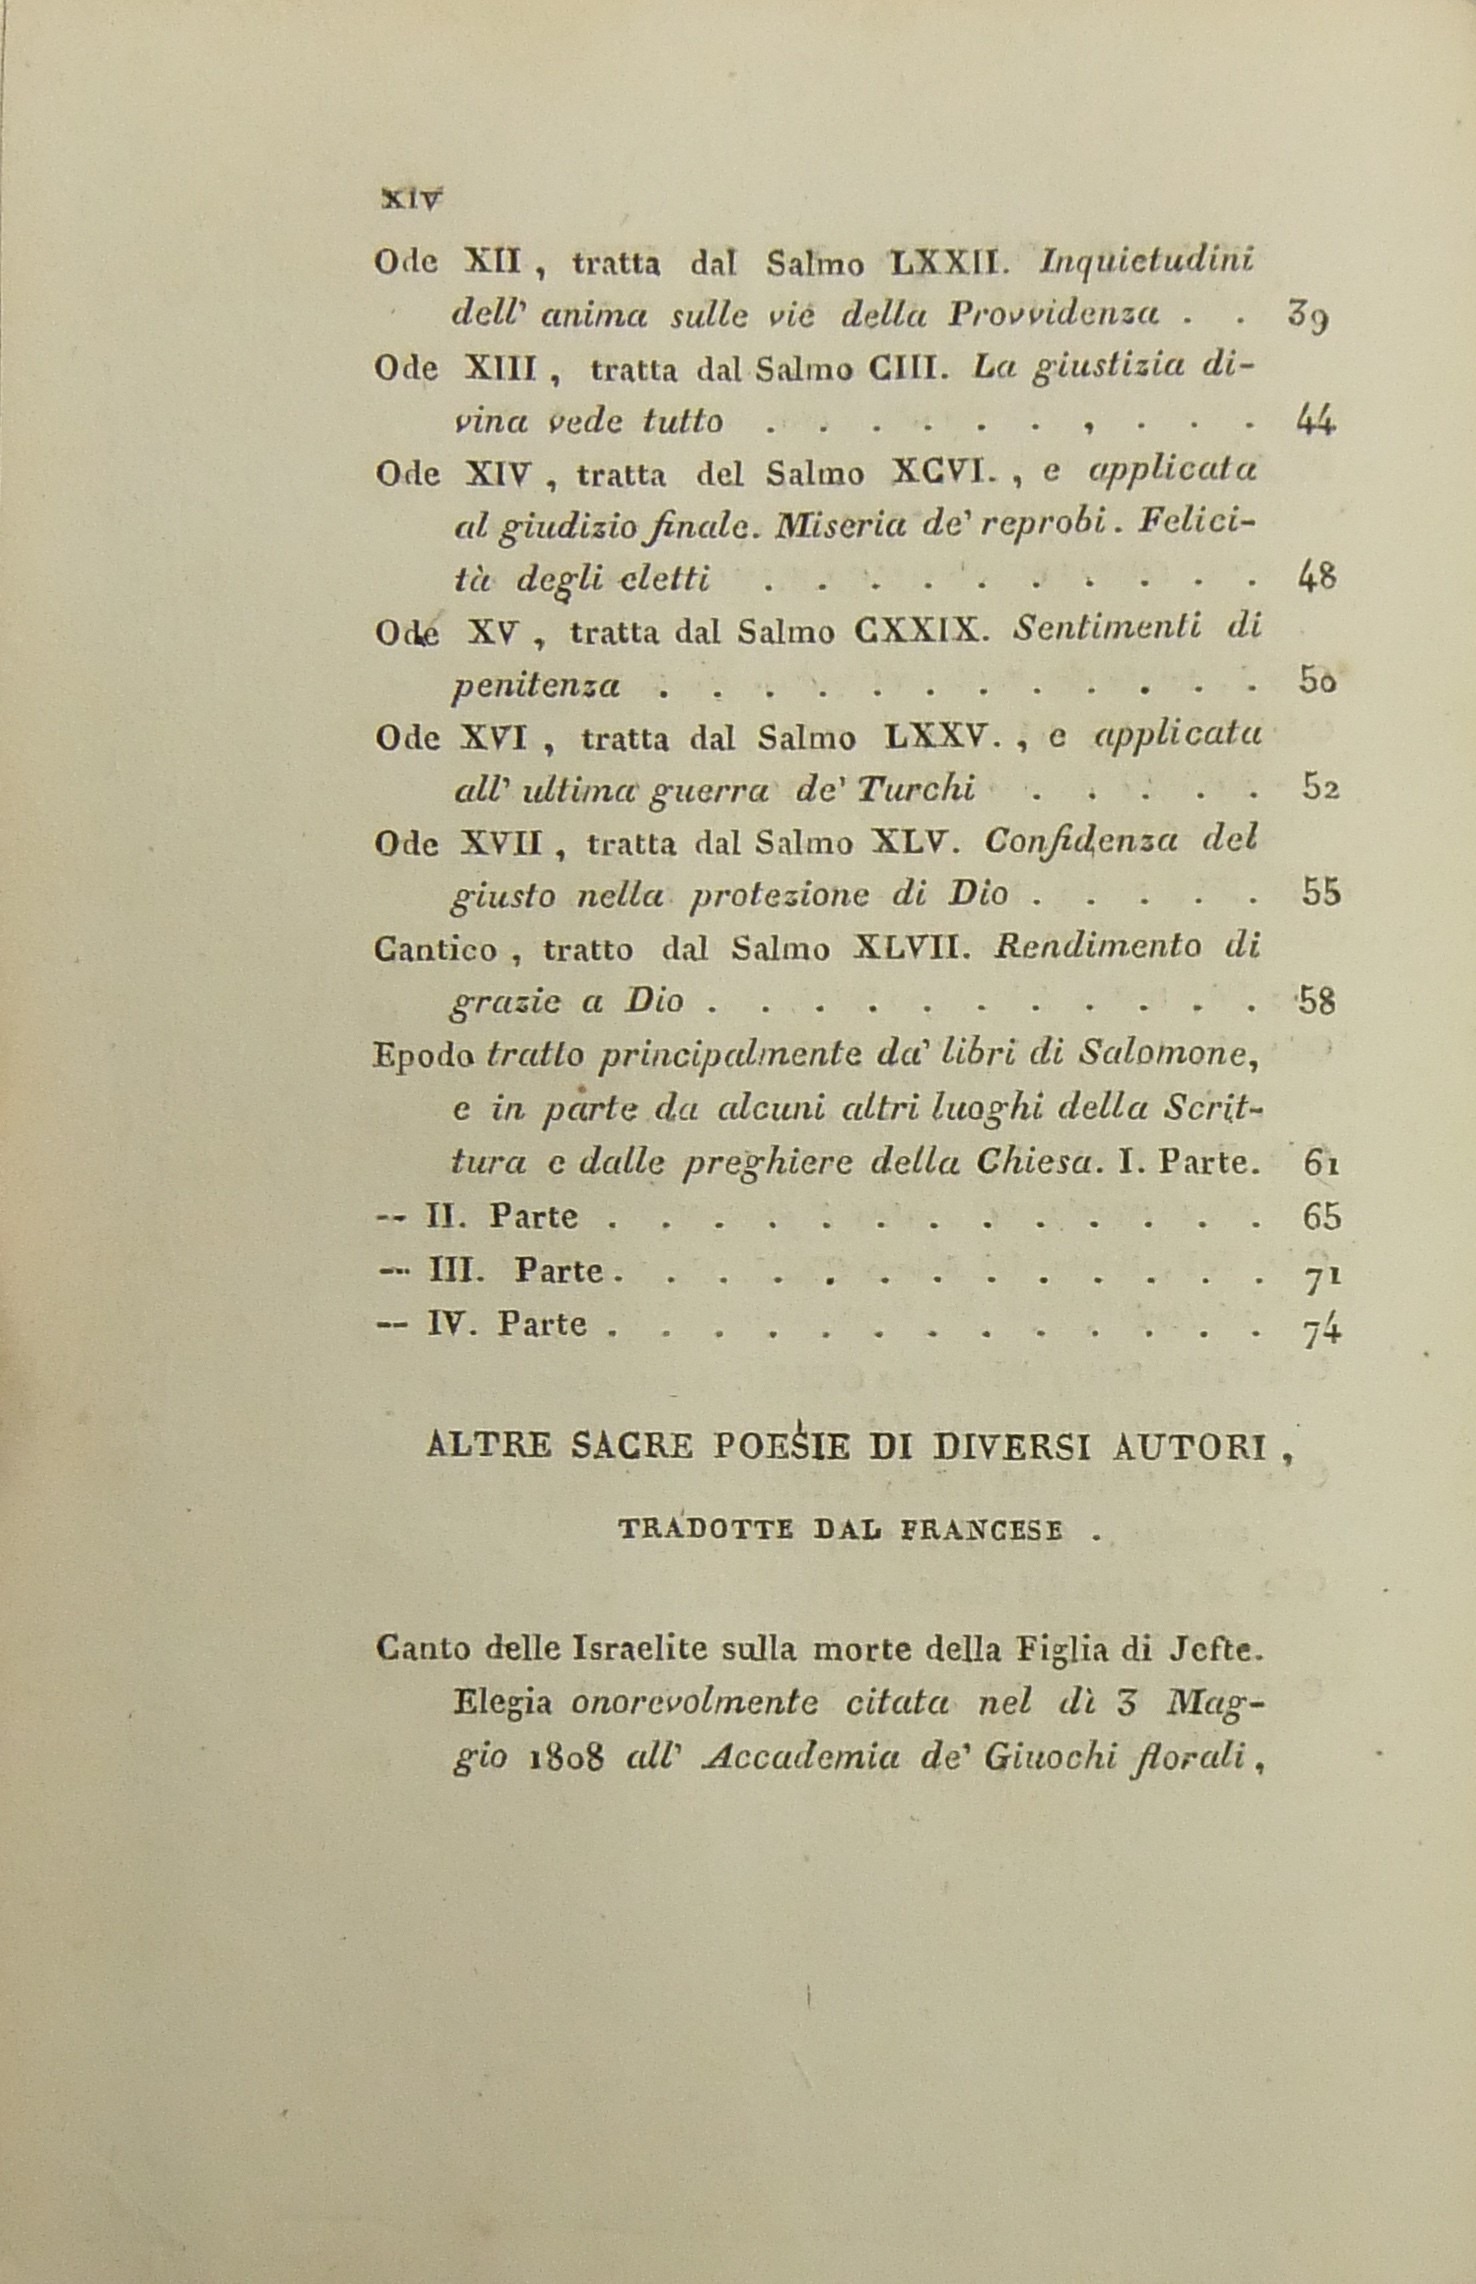 XIV
Ode XII , tratta dal Salmo LXXII. Inquietudini
dell' anima sulle vie della Provvidenza . . 39
Ode XIII , tratta dal Salmo CIII. La giustizia di-
vina vede tutto . . . . . . , . . . 44
Ode XIV , tratta del Salmo XCVI. , e applicata
al giudizio finale. Miseria de' reprobi. Felici-
tà degli eletti . . . . . . . . . . 48
Ode XV , tratta dal Salmo CXXIX. Sentimenti di
penitenza . . . . . . . . . . . . 50
Ode XVI , tratta dal Salmo LXXV. , e applicata
all' ultima guerra de' Turchi . . . . . 52
Ode XVII , tratta dal Salmo XLV. Confidenza del
giusto nella protezione di Dio . . . . . 55
Cantico , tratto dal Salmo XLVII. Rendimento di
grazie a Dio . . . . . . . . . . . 58
Epodo tratto principalmente da' libri di Salomone,
e in parte da alcuni altri luoghi della Scrit-
tura e dalle preghiere della Chiesa. I. Parte. 61
-- II. Parte . . . . . . . . . . . . . 65
-- III. Parte . . . . . . . . . . . . . 71
-- IV. Parte . . . . . . . . . . . . . 74
ALTRE SACRE POESIE DI DIVERSI AUTORI ,
TRADOTTE DAL FRANCESE .
Canto delle Israelite sulla morte della Figlia di Jefte.
Elegia onorevolmente citata nel dì 3 Mag-
gio 1808 all' Accademia de' Giuochi florali ,